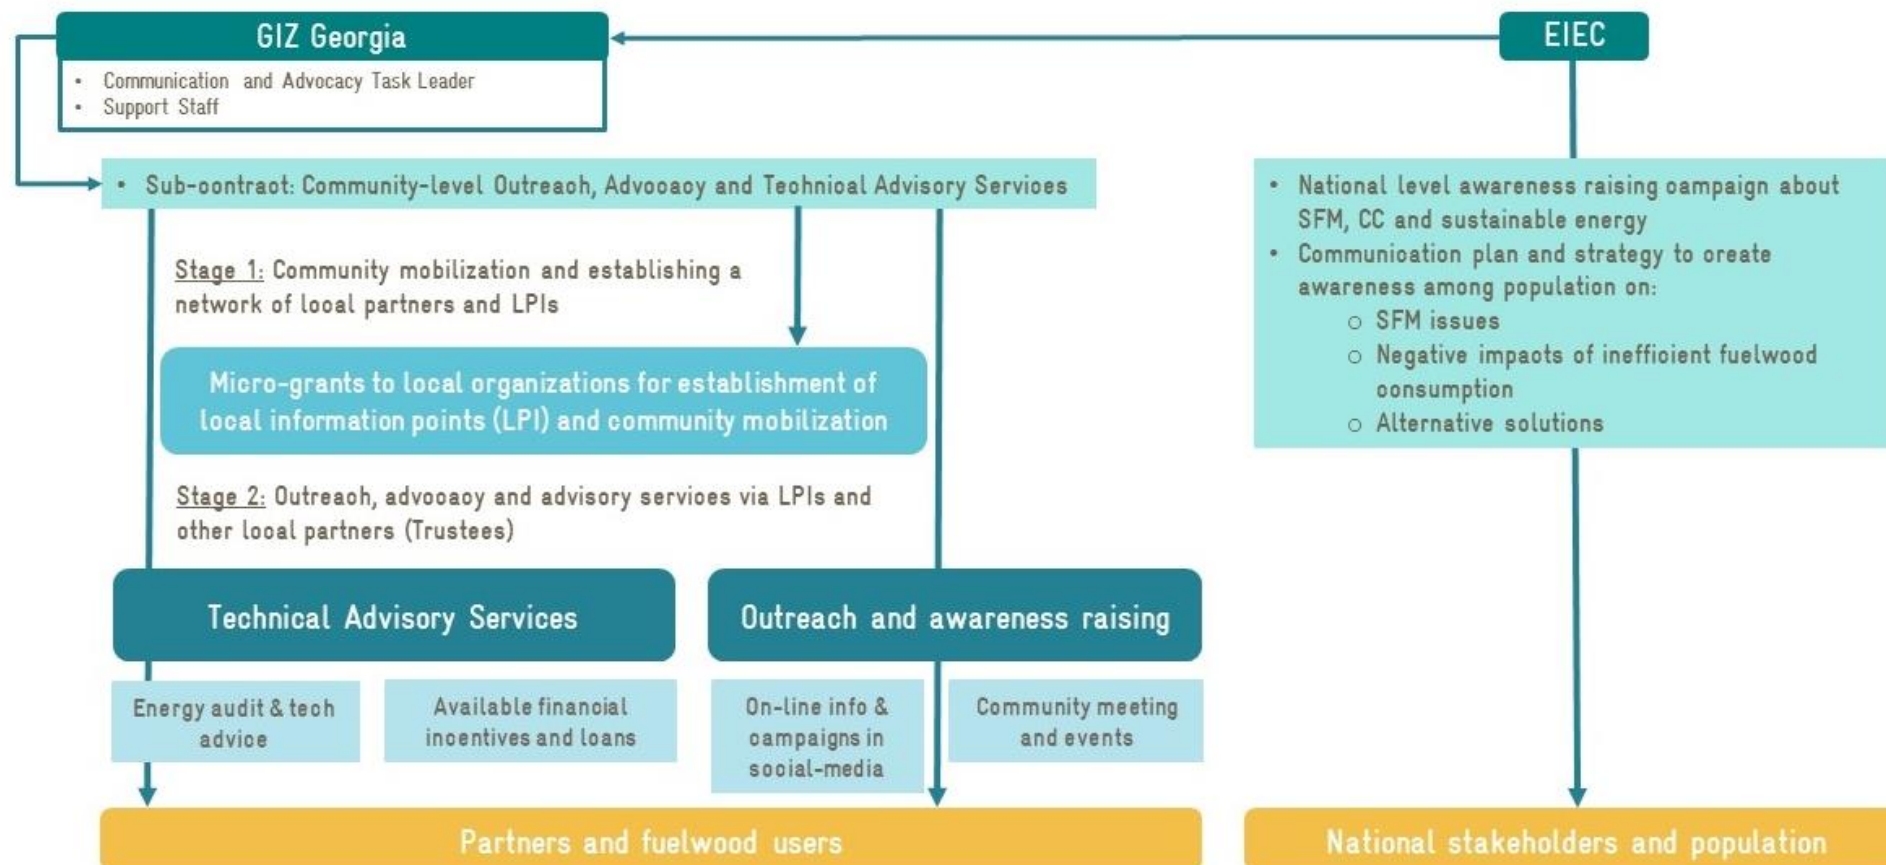 GIZ Georgia
• Communication and Advocacy Task Leader
• Support Staff
EIEC
• Sub-contract: Community-level Outreach, Advocacy and Technical Advisory Services
Stage 1: Community mobilization and establishing a
network of local partners and LPIs
Micro-grants to local organizations for establishment of
local information points (LPI) and community mobilization
Stage 2: Outreach, advocacy and advisory services via LPIs and
other local partners (Trustees)
Technical Advisory Services
Energy audit & tech
advice
Available financial
incentives and loans
Outreach and awareness raising
On-line info &
campaigns in
social-media
Community meeting
and events
Partners and fuelwood users
• National level awareness raising campaign about
SFM, CC and sustainable energy
• Communication plan and strategy to create
awareness among population on:
o SFM issues
o Negative impacts of inefficient fuelwood
consumption
o Alternative solutions
National stakeholders and population